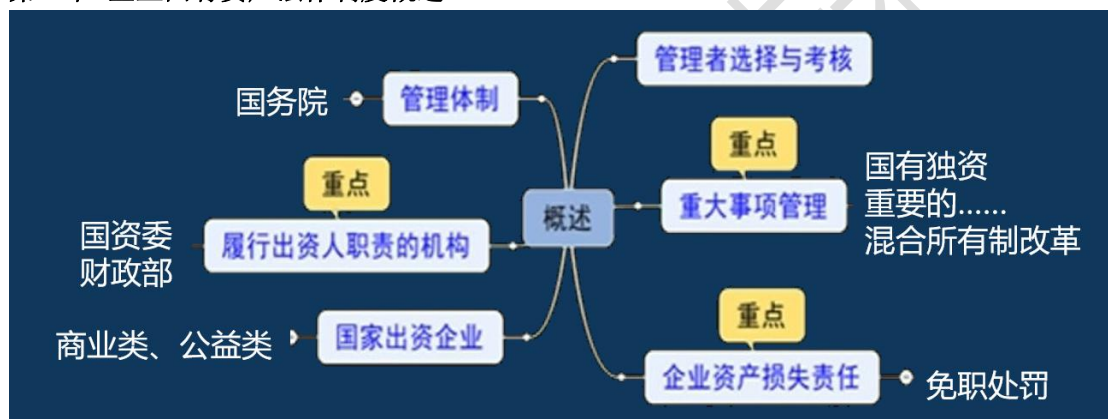 管理者选择与考核
国务院
管理体制
重点
国有独资
重要的......
混合所有制改革
重大事项管理
重点
概述
国资委
财政部
履行出资人职责的机构
商业类、公益类
国家出资企业
重点
企业资产损失责任
免职处罚